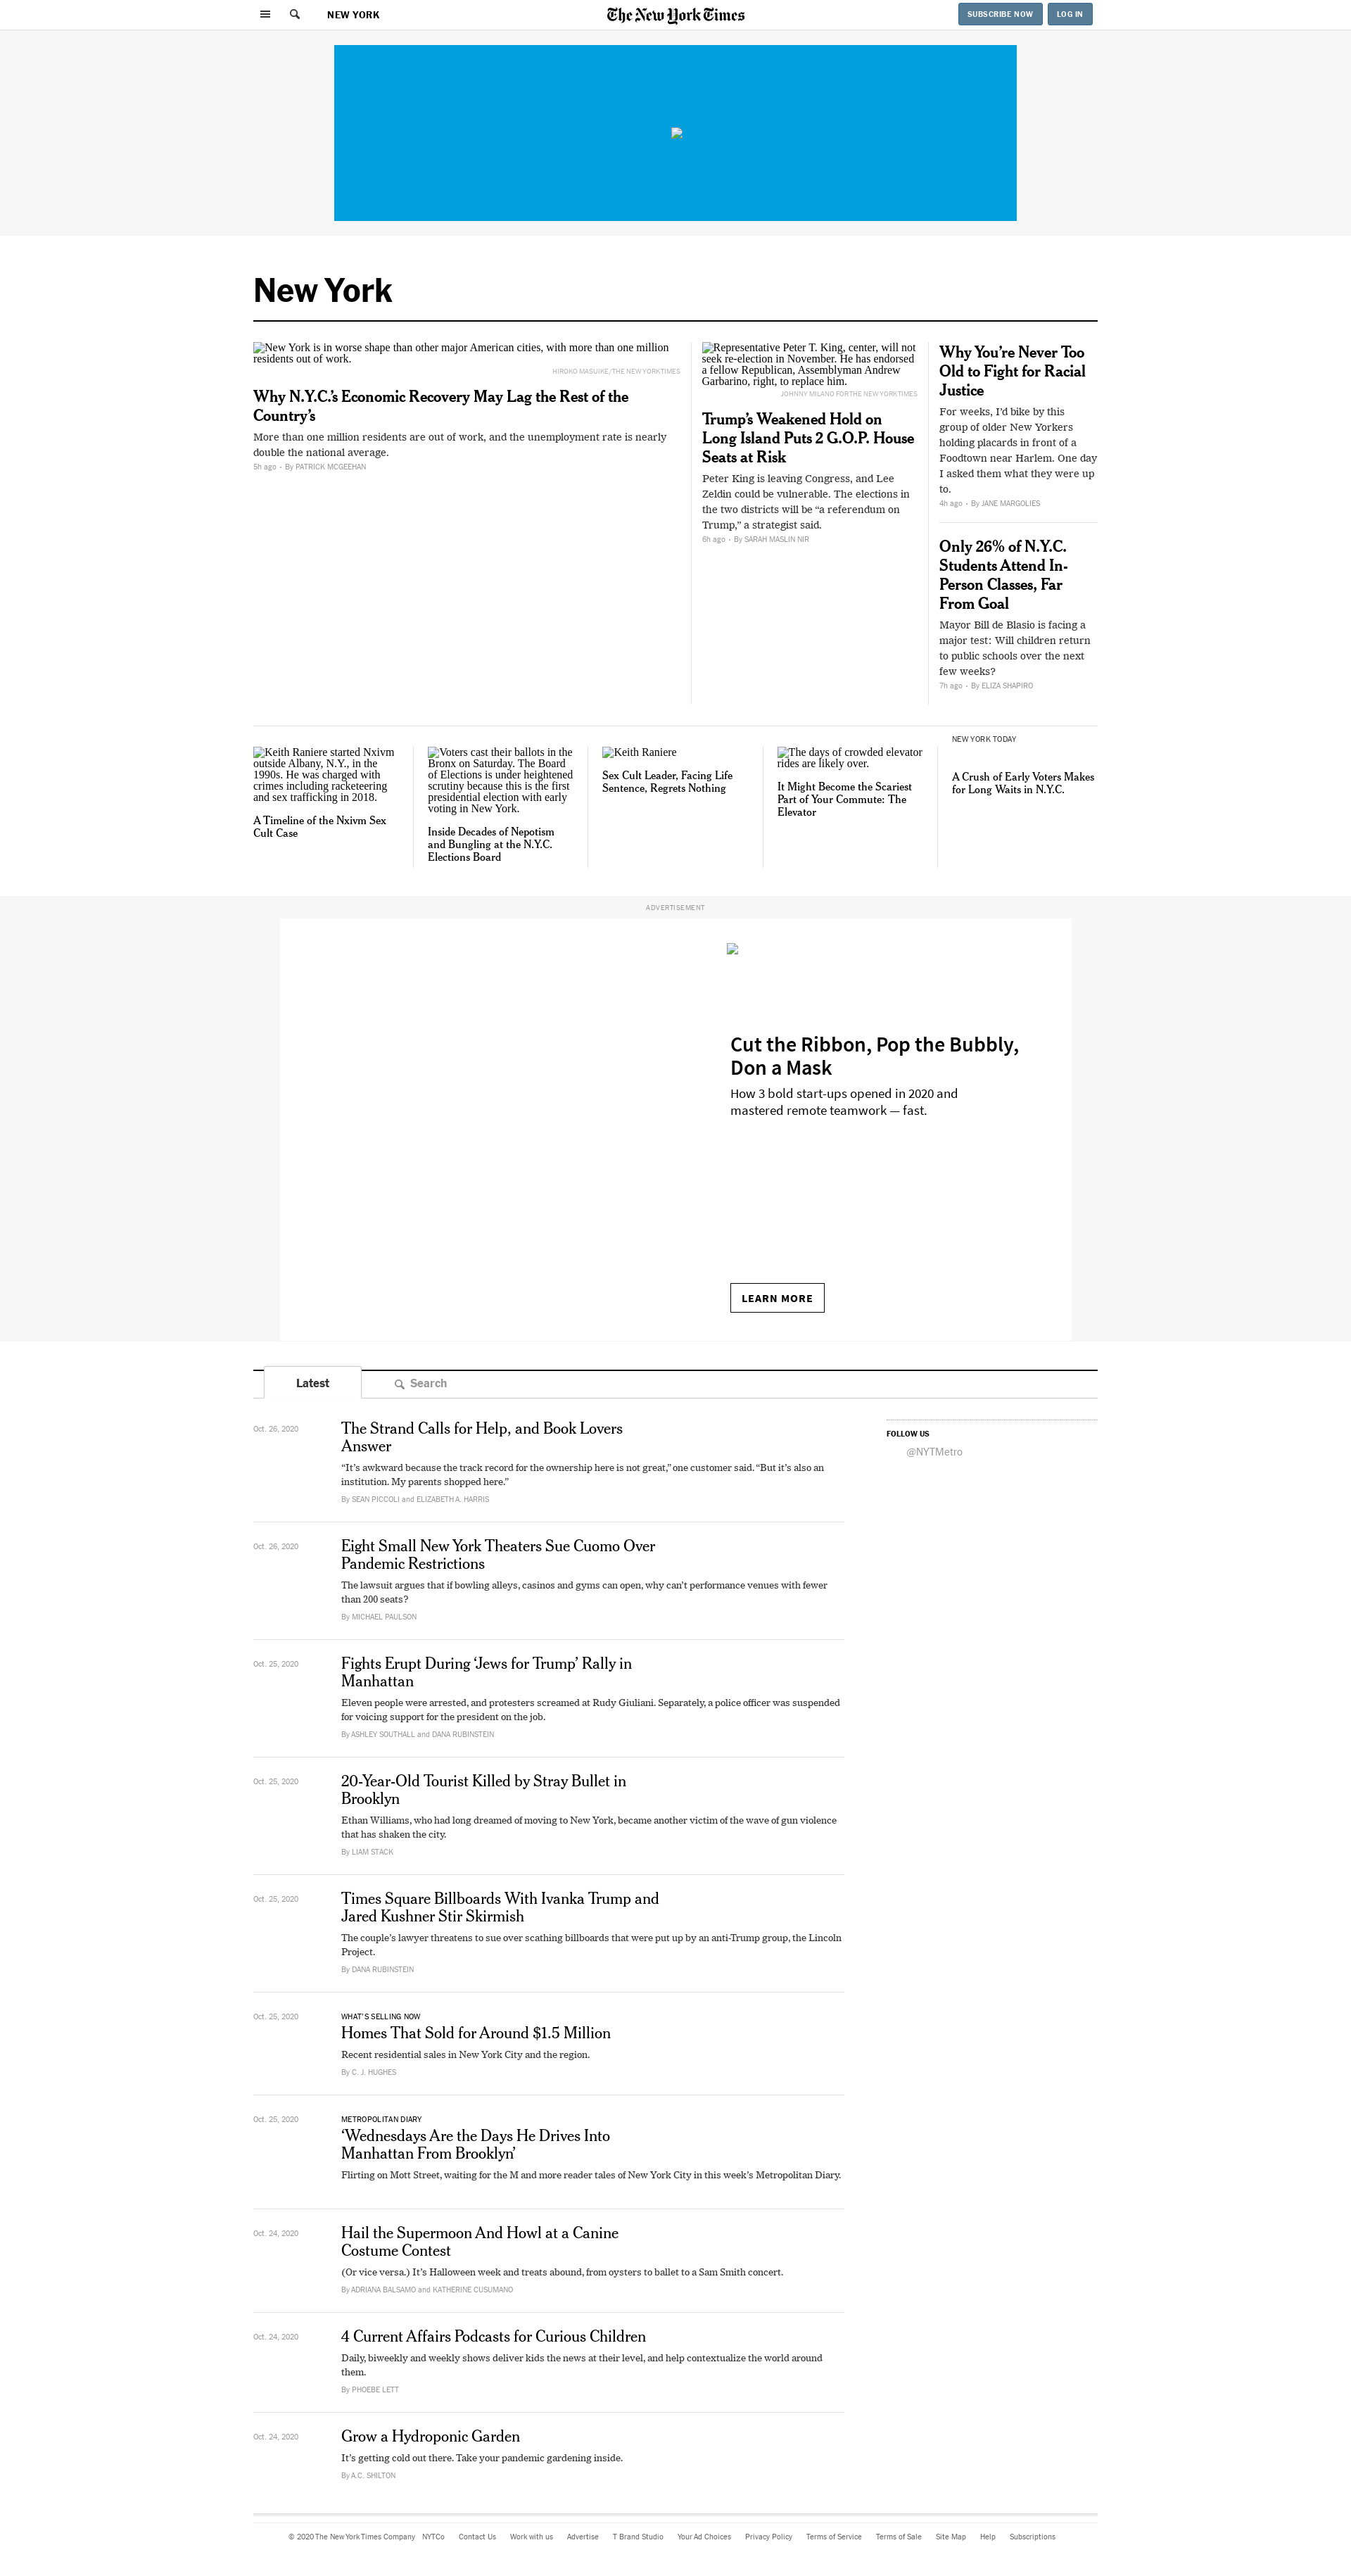 NEW YORK
The New York Times
SUBSCRIBE NOW
LOG IN
New York
New York is in worse shape than other major American cities, with more than one million
residents out of work.
HIROKO MASUIKE/THE NEW YORK TIMES
Why N.Y.C.’s Economic Recovery May Lag the Rest of the
Country’s
More than one million residents are out of work, and the unemployment rate is nearly
double the national average.
5h ago • By PATRICK MCGEEHAN
Representative Peter T. King, center, will not
seek re-election in November. He has endorsed
a fellow Republican, Assemblyman Andrew
Garbarino, right, to replace him.
JOHNNY MILANO FOR THE NEW YORK TIMES
Trump’s Weakened Hold on
Long Island Puts 2 G.O.P. House
Seats at Risk
Peter King is leaving Congress, and Lee
Zeldin could be vulnerable. The elections in
the two districts will be “a referendum on
Trump,” a strategist said.
6h ago • By SARAH MASLIN NIR
Why You’re Never Too
Old to Fight for Racial
Justice
For weeks, I’d bike by this
group of older New Yorkers
holding placards in front of a
Foodtown near Harlem. One day
I asked them what they were up
to.
4h ago • By JANE MARGOLIES
Only 26% of N.Y.C.
Students Attend In-
Person Classes, Far
From Goal
Mayor Bill de Blasio is facing a
major test: Will children return
to public schools over the next
few weeks?
7h ago • By ELIZA SHAPIRO
Keith Raniere started Nxivm
outside Albany, N.Y., in the
1990s. He was charged with
crimes including racketeering
and sex trafficking in 2018.
A Timeline of the Nxivm Sex
Cult Case
Voters cast their ballots in the
Bronx on Saturday. The Board
of Elections is under heightened
scrutiny because this is the first
presidential election with early
voting in New York.
Inside Decades of Nepotism
and Bungling at the N.Y.C.
Elections Board
Keith Raniere
Sex Cult Leader, Facing Life
Sentence, Regrets Nothing
The days of crowded elevator
rides are likely over.
It Might Become the Scariest
Part of Your Commute: The
Elevator
NEW YORK TODAY
A Crush of Early Voters Makes
for Long Waits in N.Y.C.
ADVERTISEMENT
Cut the Ribbon, Pop the Bubbly,
Don a Mask
How 3 bold start-ups opened in 2020 and
mastered remote teamwork — fast.
LEARN MORE
Latest
Search
Oct. 26, 2020
The Strand Calls for Help, and Book Lovers
Answer
“It’s awkward because the track record for the ownership here is not great,” one customer said. “But it’s also an
institution. My parents shopped here.”
By SEAN PICCOLI and ELIZABETH A. HARRIS
FOLLOW US
@NYTMetro
Oct. 26, 2020
Eight Small New York Theaters Sue Cuomo Over
Pandemic Restrictions
The lawsuit argues that if bowling alleys, casinos and gyms can open, why can’t performance venues with fewer
than 200 seats?
By MICHAEL PAULSON
Oct. 25, 2020
Fights Erupt During ‘Jews for Trump’ Rally in
Manhattan
Eleven people were arrested, and protesters screamed at Rudy Giuliani. Separately, a police officer was suspended
for voicing support for the president on the job.
By ASHLEY SOUTHALL and DANA RUBINSTEIN
Oct. 25, 2020
20-Year-Old Tourist Killed by Stray Bullet in
Brooklyn
Ethan Williams, who had long dreamed of moving to New York, became another victim of the wave of gun violence
that has shaken the city.
By LIAM STACK
Oct. 25, 2020
Times Square Billboards With Ivanka Trump and
Jared Kushner Stir Skirmish
The couple’s lawyer threatens to sue over scathing billboards that were put up by an anti-Trump group, the Lincoln
Project.
By DANA RUBINSTEIN
Oct. 25, 2020
WHAT’S SELLING NOW
Homes That Sold for Around $1.5 Million
Recent residential sales in New York City and the region.
By C. J. HUGHES
Oct. 25, 2020
METROPOLITAN DIARY
‘Wednesdays Are the Days He Drives Into
Manhattan From Brooklyn’
Flirting on Mott Street, waiting for the M and more reader tales of New York City in this week’s Metropolitan Diary.
Oct. 24, 2020
Hail the Supermoon And Howl at a Canine
Costume Contest
(Or vice versa.) It’s Halloween week and treats abound, from oysters to ballet to a Sam Smith concert.
By ADRIANA BALSAMO and KATHERINE CUSUMANO
Oct. 24, 2020
4 Current Affairs Podcasts for Curious Children
Daily, biweekly and weekly shows deliver kids the news at their level, and help contextualize the world around
them.
By PHOEBE LETT
Oct. 24, 2020
Grow a Hydroponic Garden
It’s getting cold out there. Take your pandemic gardening inside.
By A.C. SHILTON
© 2020 The New York Times Company NYTCo Contact Us Work with us Advertise T Brand Studio Your Ad Choices Privacy Policy Terms of Service Terms of Sale Site Map Help Subscriptions